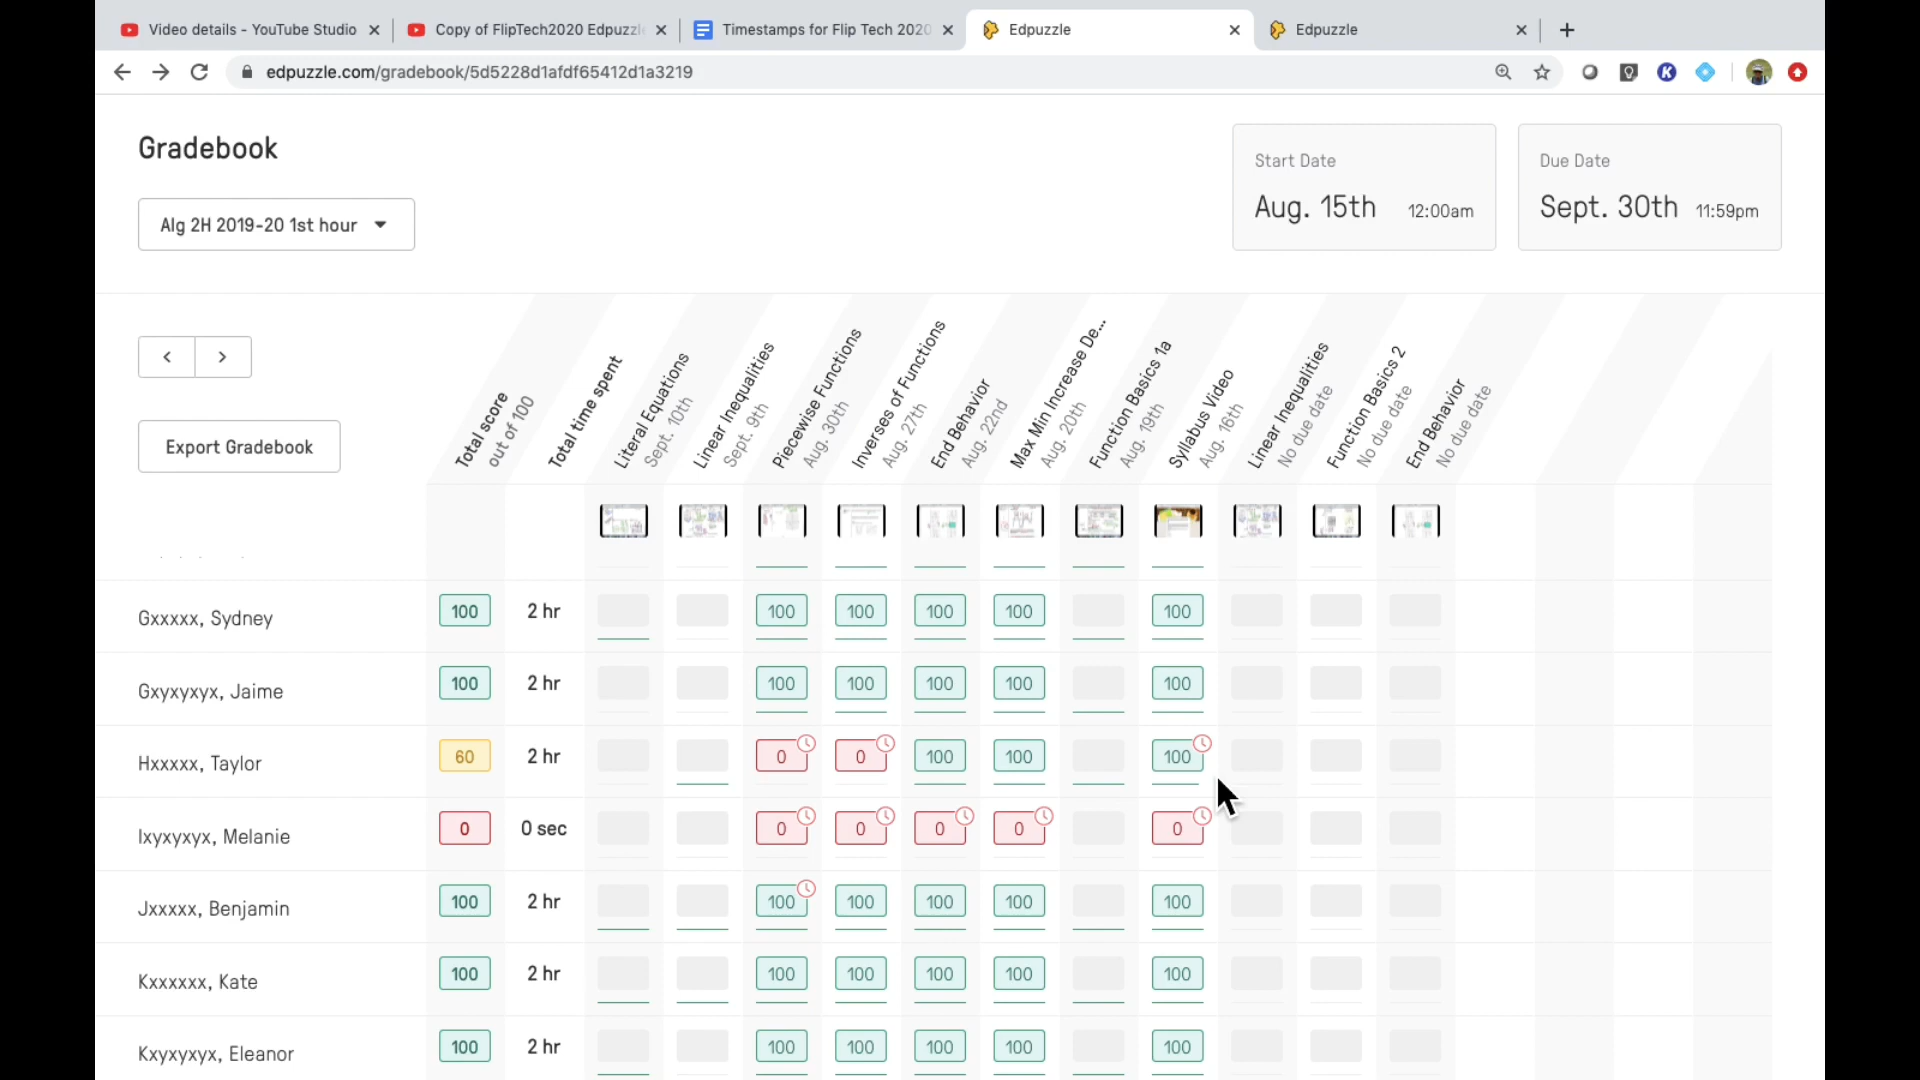 Video details - YouTube Studio
Copy of FlipTech2020 Edpuzzl
Timestamps for Flip Tech 2020
Edpuzzle
Edpuzzle
edpuzzle.com/gradebook/5d5228d1afdf65412d1a3219
K
Gradebook
Start Date
Aug. 15th 12:00am
Due Date
Sept. 30th 11:59pm
Alg 2H 2019-20 1st hour
Export Gradebook
Total score
out of 100
Total time spent
Literal Equations
Sept. 10th
Linear Inequalities
Sept. 9th
Piecewise Functions
Aug. 30th
Inverses of Functions
Aug. 27th
End Behavior
Aug. 22nd
Max Min Increase De...
Aug. 20th
Function Basics 1a
Aug. 19th
Syllabus Video
Aug. 16th
Linear Inequalities
No due date
Function Basics 2
No due date
End Behavior
No due date
Gxxxxx, Sydney 100 2 hr 100 100 100 100 100
Gxyxyxyx, Jaime 100 2 hr 100 100 100 100 100
Hxxxxx, Taylor 60 2 hr 0 0 100 100 100
Ixyxyxyx, Melanie 0 0 sec 0 0 0 0 0
Jxxxxx, Benjamin 100 2 hr 100 100 100 100 100
Kxxxxxx, Kate 100 2 hr 100 100 100 100 100
Kxyxyxyx, Eleanor 100 2 hr 100 100 100 100 100